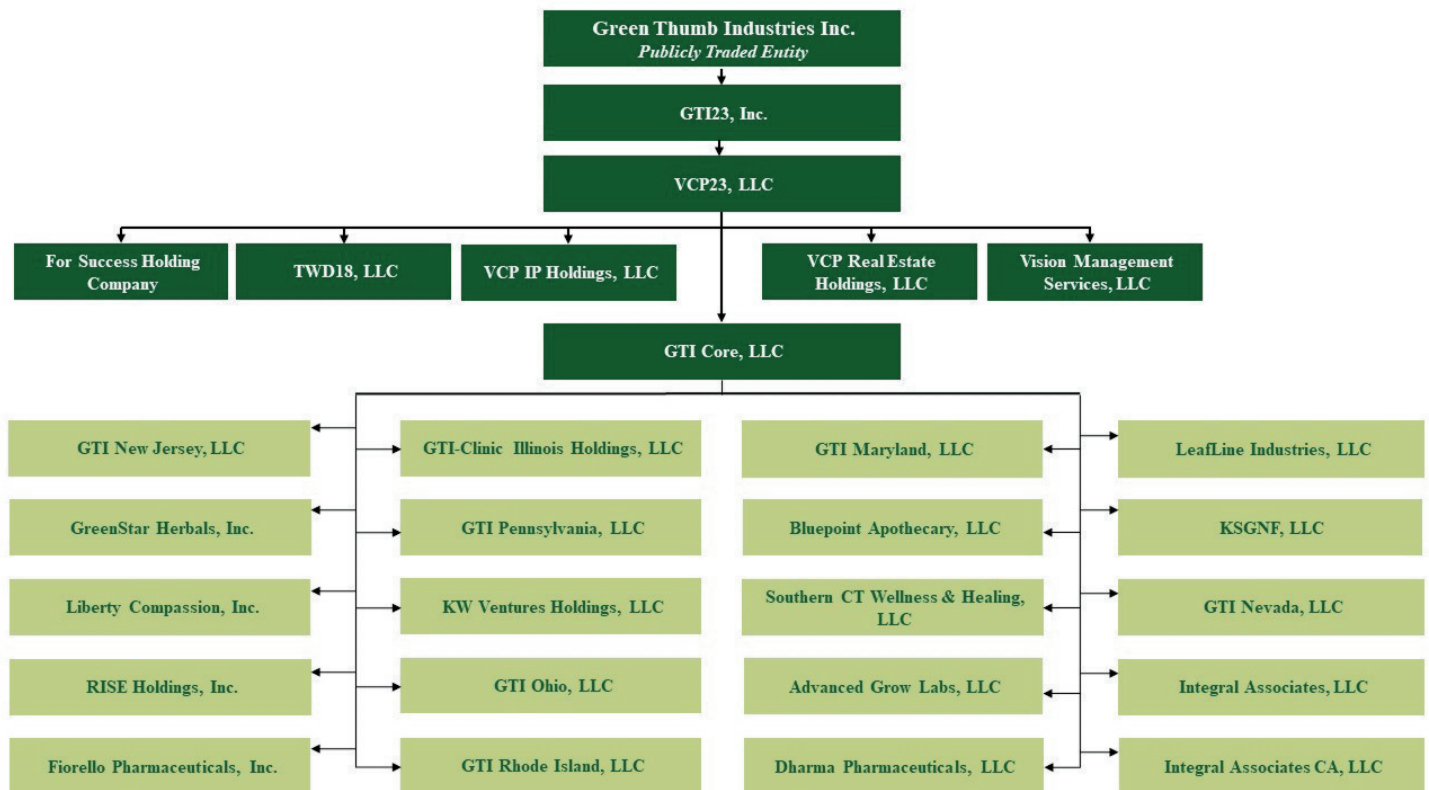 Green Thumb Industries Inc.
Publicly Traded Entity
GTI23, Inc.
VCP23, LLC
For Success Holding
Company
TWD18, LLC
VCP IP Holdings, LLC
VCP Real Estate
Holdings, LLC
Vision Management
Services, LLC
GTI Core, LLC
GTI New Jersey, LLC
GTI-Clinic Illinois Holdings, LLC
GTI Maryland, LLC
LeafLine Industries, LLC
GreenStar Herbals, Inc.
GTI Pennsylvania, LLC
Bluepoint Apothecary, LLC
KSGNF, LLC
Liberty Compassion, Inc.
KW Ventures Holdings, LLC
Southern CT Wellness & Healing,
LLC
GTI Nevada, LLC
RISE Holdings, Inc.
GTI Ohio, LLC
Advanced Grow Labs, LLC
Integral Associates, LLC
Fiorello Pharmaceuticals, Inc.
GTI Rhode Island, LLC
Dharma Pharmaceuticals, LLC
Integral Associates CA, LLC